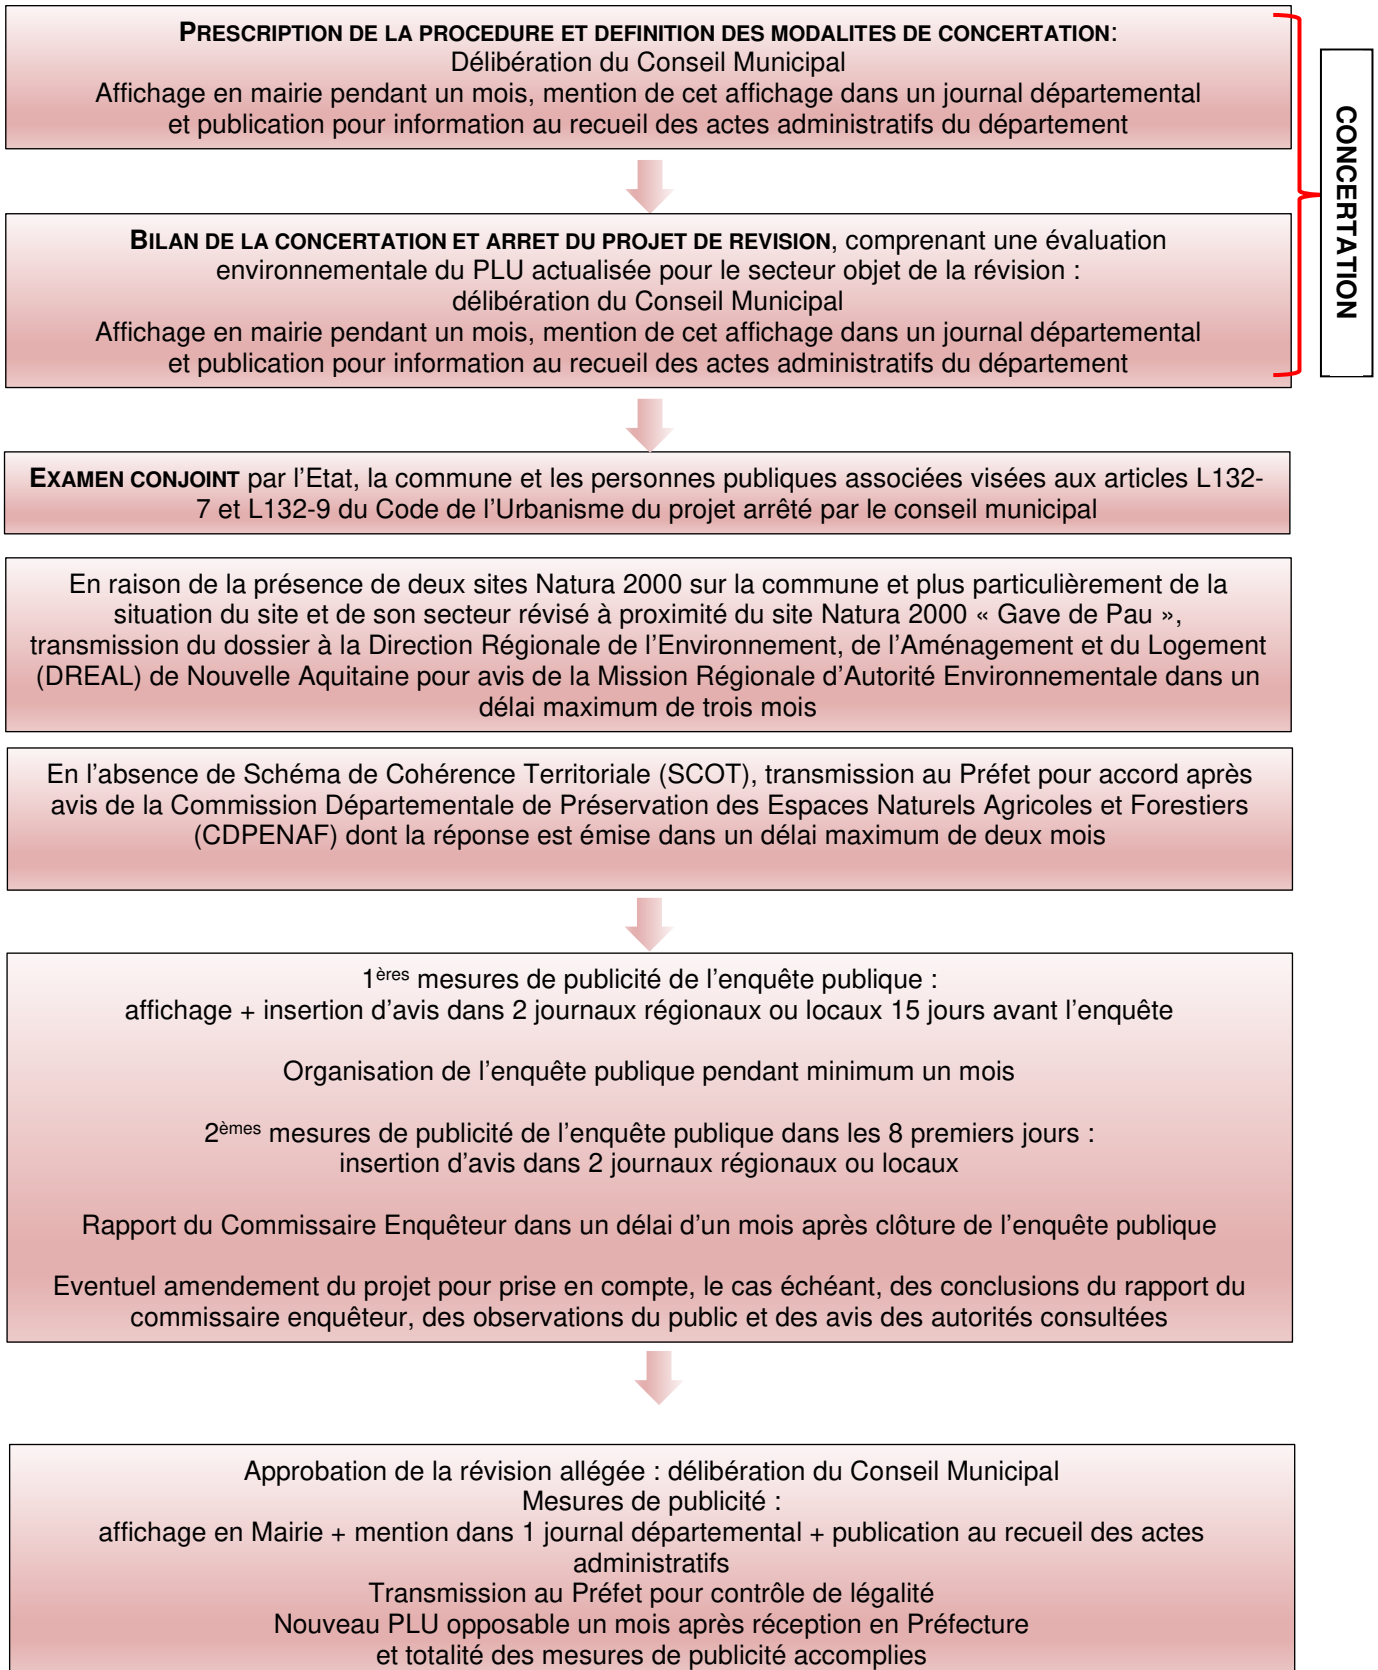 PRESCRIPTION DE LA PROCEDURE ET DEFINITION DES MODALITES DE CONCERTATION:
Délibération du Conseil Municipal
Affichage en mairie pendant un mois, mention de cet affichage dans un journal départemental
et publication pour information au recueil des actes administratifs du département
CONCERTATION
BILAN DE LA CONCERTATION ET ARRET DU PROJET DE REVISION, comprenant une évaluation
environnementale du PLU actualisée pour le secteur objet de la révision :
délibération du Conseil Municipal
Affichage en mairie pendant un mois, mention de cet affichage dans un journal départemental
et publication pour information au recueil des actes administratifs du département
EXAMEN CONJOINT par l’Etat, la commune et les personnes publiques associées visées aux articles L132-
7 et L132-9 du Code de l’Urbanisme du projet arrêté par le conseil municipal
En raison de la présence de deux sites Natura 2000 sur la commune et plus particulièrement de la
situation du site et de son secteur révisé à proximité du site Natura 2000 « Gave de Pau »,
transmission du dossier à la Direction Régionale de l’Environnement, de l’Aménagement et du Logement
(DREAL) de Nouvelle Aquitaine pour avis de la Mission Régionale d’Autorité Environnementale dans un
délai maximum de trois mois
En l’absence de Schéma de Cohérence Territoriale (SCOT), transmission au Préfet pour accord après
avis de la Commission Départementale de Préservation des Espaces Naturels Agricoles et Forestiers
(CDPENAF) dont la réponse est émise dans un délai maximum de deux mois
1ères mesures de publicité de l’enquête publique :
affichage + insertion d’avis dans 2 journaux régionaux ou locaux 15 jours avant l’enquête
Organisation de l’enquête publique pendant minimum un mois
2èmes mesures de publicité de l’enquête publique dans les 8 premiers jours :
insertion d’avis dans 2 journaux régionaux ou locaux
Rapport du Commissaire Enquêteur dans un délai d’un mois après clôture de l’enquête publique
Eventuel amendement du projet pour prise en compte, le cas échéant, des conclusions du rapport du
commissaire enquêteur, des observations du public et des avis des autorités consultées
Approbation de la révision allégée : délibération du Conseil Municipal
Mesures de publicité :
affichage en Mairie + mention dans 1 journal départemental + publication au recueil des actes
administratifs
Transmission au Préfet pour contrôle de légalité
Nouveau PLU opposable un mois après réception en Préfecture
et totalité des mesures de publicité accomplies